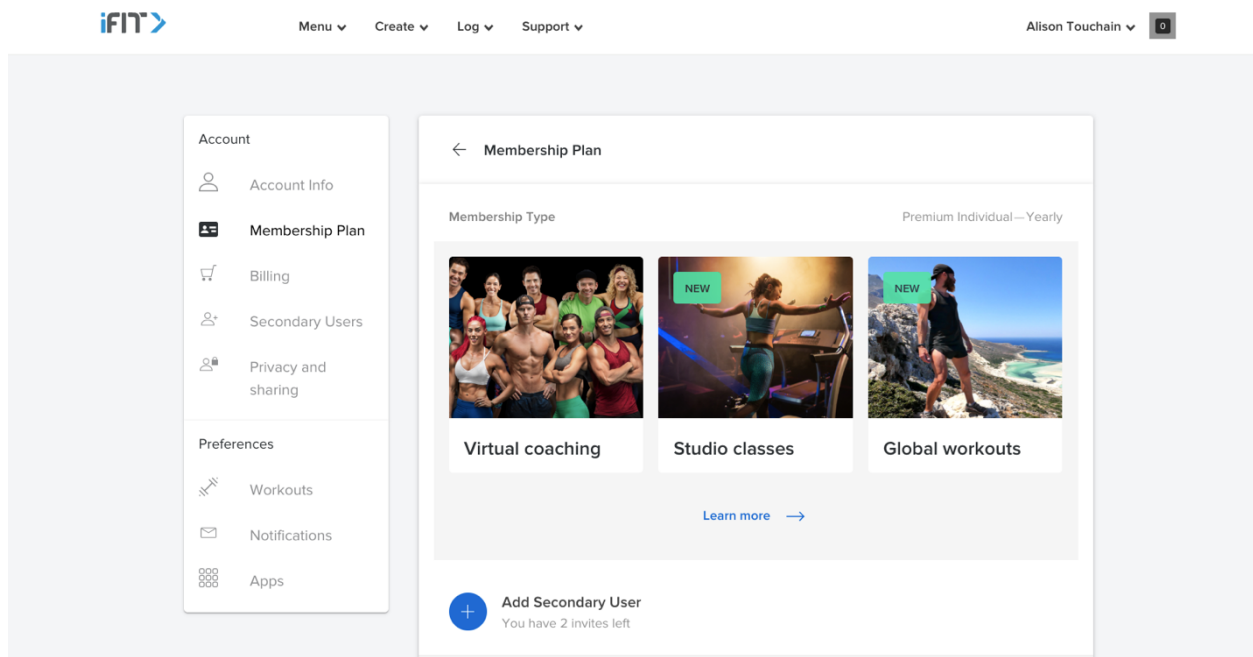 iFIT
Menu Create Log Support Alison Touchain 0
Account
Account Info
Membership Plan
Billing
Secondary Users
Privacy and
sharing
Preferences
Workouts
Notifications
Apps
Membership Plan
Membership Type Premium Individual — Yearly
NEW NEW
Virtual coaching Studio classes Global workouts
Learn more
Add Secondary User
You have 2 invites left